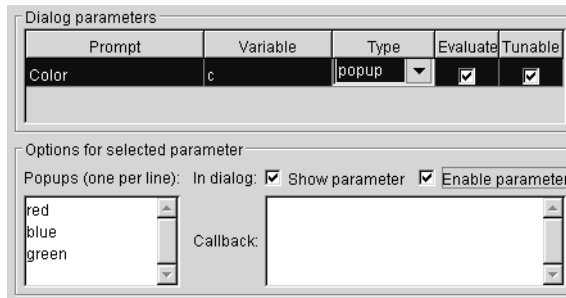 Dialog parameters
Prompt Variable Type Evaluate Tunable
Color c popup
Options for selected parameter
Popups (one per line): In dialog: Show parameter Enable parameter
red
blue
green
Callback: